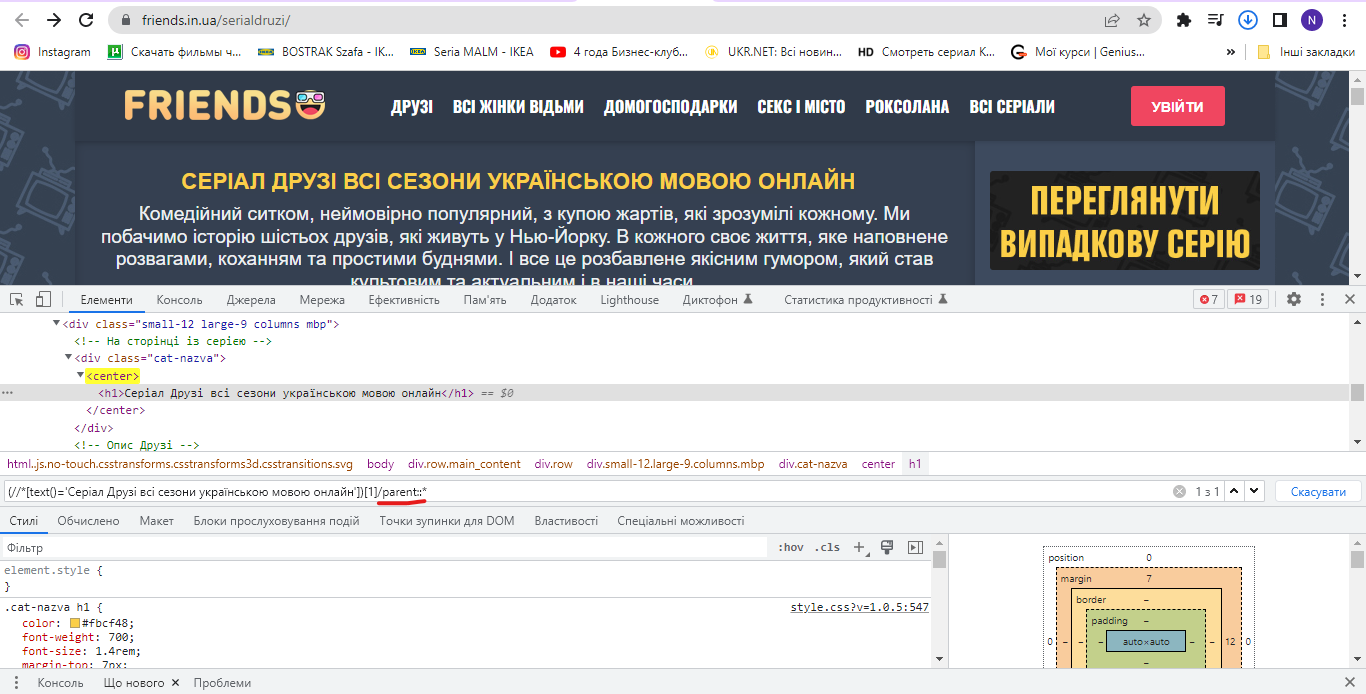 friends.in.ua/serialdruzi/
N
Instagram
Скачать фильмы ч...
BOSTRAK Szafa - IK...
Seria MALM - IKEA
4 года Бизнес-клуб...
UKR.NET: Всі новин...
HD Смотреть сериал K...
Мої курси | Genius...
»
Інші закладки
FRIENDS
ДРУЗІ
ВСІ ЖІНКИ ВІДЬМИ
ДОМОГОСПОДАРКИ
СЕКС І МІСТО
РОКСОЛАНА
ВСІ СЕРІАЛИ
УВІЙТИ
СЕРІАЛ ДРУЗІ ВСІ СЕЗОНИ УКРАЇНСЬКОЮ МОВОЮ ОНЛАЙН
Комедійний ситком, неймовірно популярний, з купою жартів, які зрозумілі кожному. Ми
побачимо історію шістьох друзів, які живуть у Нью-Йорку. В кожного своє життя, яке наповнене
розвагами, коханням та простими буднями. І все це розбавлене якісним гумором, який став
культовим та актуальним і в наші часи.
ПЕРЕГЛЯНУТИ
ВИПАДКОВУ СЕРІЮ
Елементи
Консоль
Джерела
Мережа
Ефективність
Пам'ять
Додаток
Lighthouse
Диктофон
Статистика продуктивності
7
19
<div class="small-12 large-9 columns mbp">
<!-- На сторінці із серією -->
<div class="cat-nazva">
<center>
<h1>Серіал Друзі всі сезони українською мовою онлайн</h1> == $0
</center>
</div>
<!-- Опис Друзі -->
html..js.no-touch.csstransforms.csstransforms3d.csstransitions.svg
body
div.row.main_content
div.row
div.small-12.large-9.columns.mbp
div.cat-nazva
center
h1
(//*[text()='Серіал Друзі всі сезони українською мовою онлайн'])[1]/parent::*
1 з 1
Скасувати
Стилі
Обчислено
Макет
Блоки прослуховування подій
Точки зупинки для DOM
Властивості
Спеціальні можливості
Фільтр
:hov
.cls
element.style {
}
.cat-nazva h1 {
style.css?v=1.0.5:547
color: #fbcf48;
font-weight: 700;
font-size: 1.4rem;
margin-top: 7px;
position
0
margin
7
border
–
padding
–
0
–
–
–
auto×auto
–
–
12
0
–
Консоль
Що нового
Проблеми